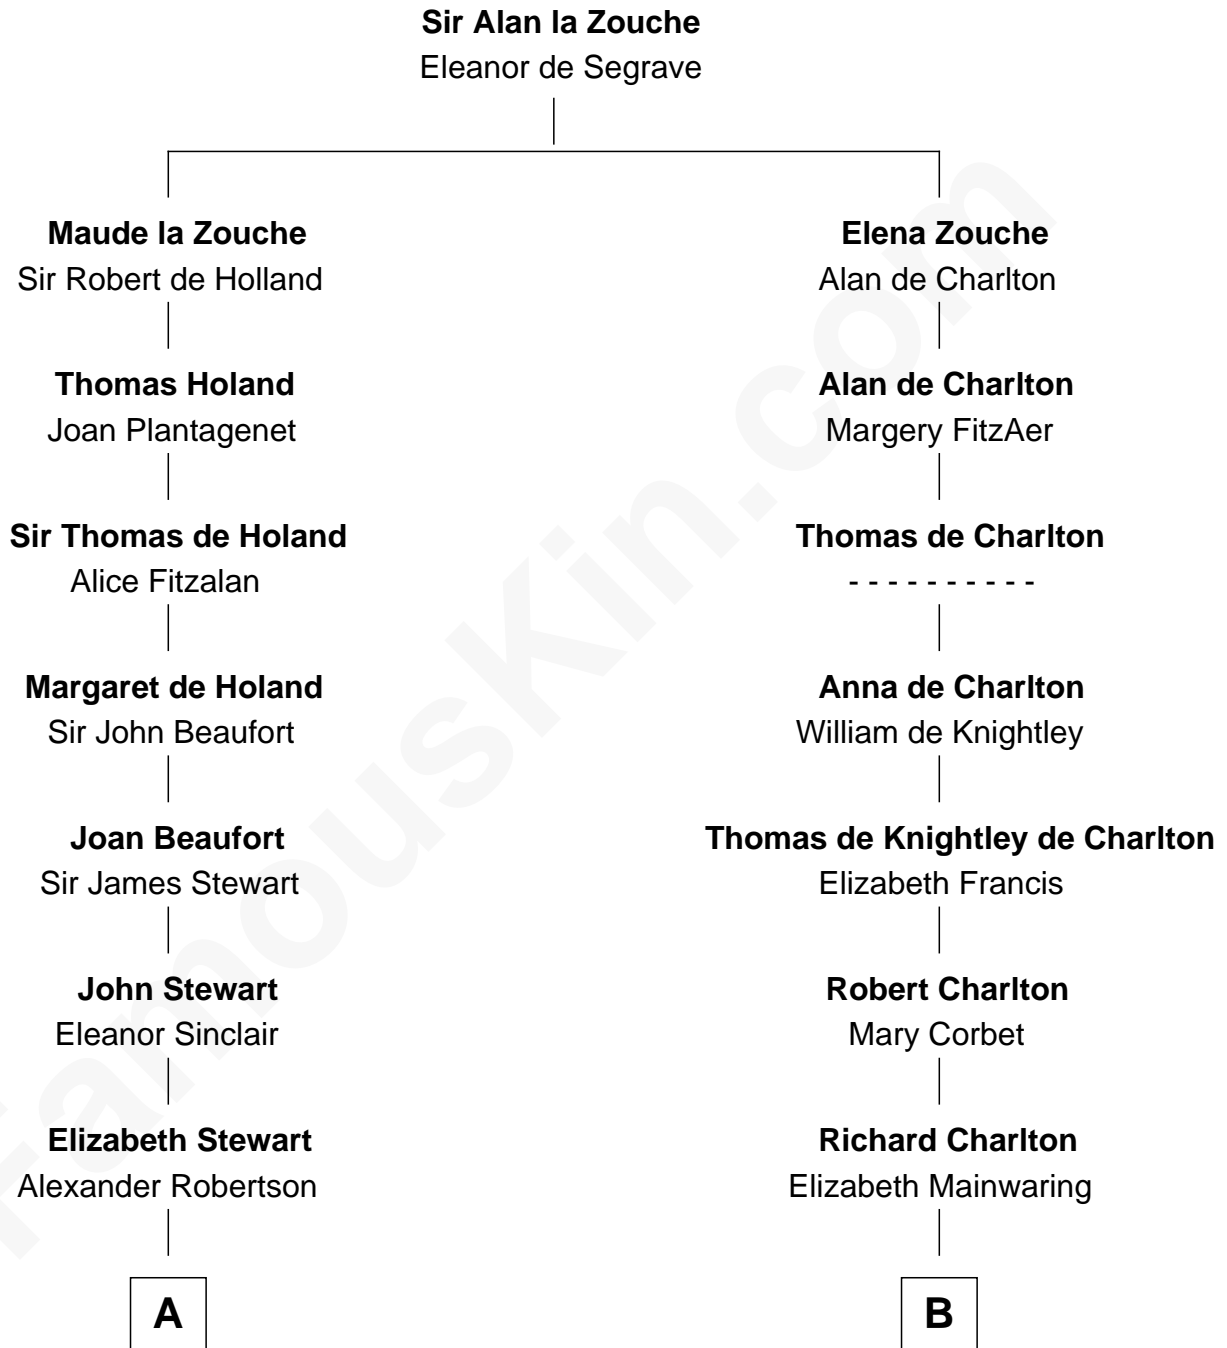 Sir Alan la Zouche
Eleanor de Segrave
Maude la Zouche
Sir Robert de Holland
Elena Zouche
Alan de Charlton
Thomas Holand
Joan Plantagenet
Alan de Charlton
Margery FitzAer
Sir Thomas de Holand
Alice Fitzalan
Thomas de Charlton
- - - - - - - - - -
Margaret de Holand
Sir John Beaufort
Anna de Charlton
William de Knightley
Joan Beaufort
Sir James Stewart
Thomas de Knightley de Charlton
Elizabeth Francis
John Stewart
Eleanor Sinclair
Robert Charlton
Mary Corbet
Elizabeth Stewart
Alexander Robertson
Richard Charlton
Elizabeth Mainwaring
A
B
FamousKin.com